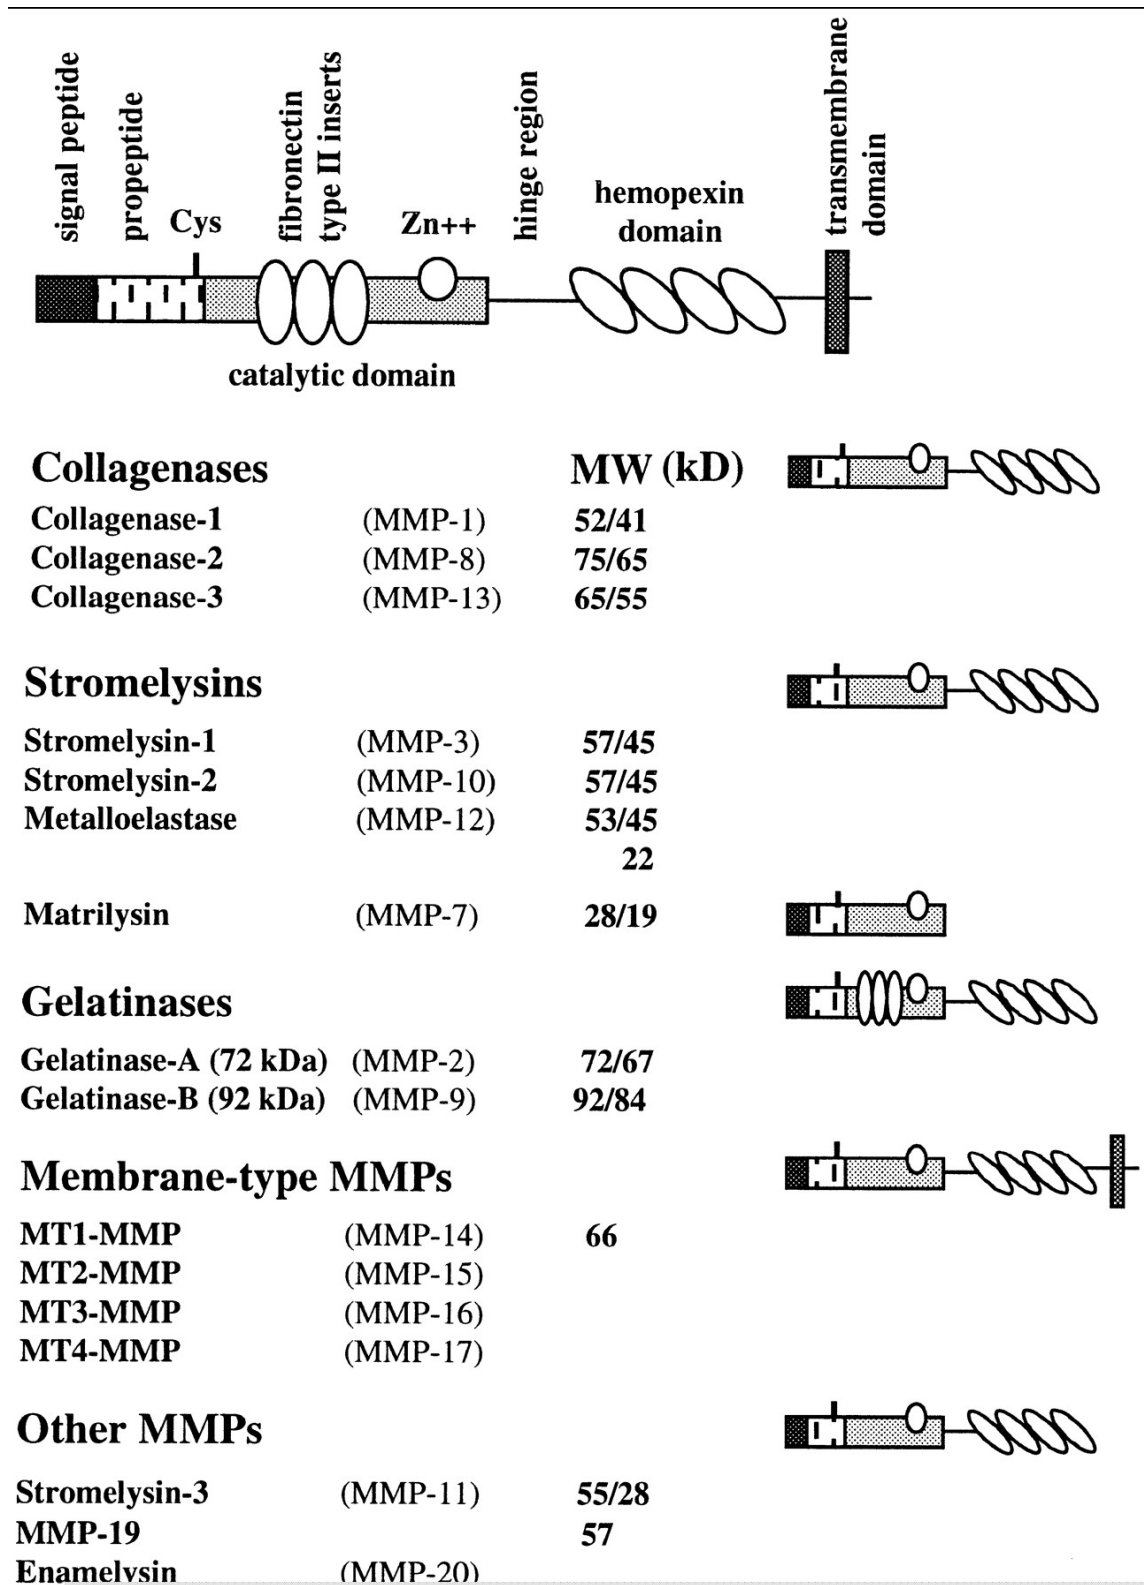 signal peptide
propeptide
Cys
fibronectin
type II inserts
Zn++
hinge region
hemopexin
domain
transmembrane
domain
catalytic domain
Collagenases MW (kD)
Collagenase-1 (MMP-1) 52/41
Collagenase-2 (MMP-8) 75/65
Collagenase-3 (MMP-13) 65/55
Stromelysins
Stromelysin-1 (MMP-3) 57/45
Stromelysin-2 (MMP-10) 57/45
Metalloelastase (MMP-12) 53/45
22
Matrilysin (MMP-7) 28/19
Gelatinases
Gelatinase-A (72 kDa) (MMP-2) 72/67
Gelatinase-B (92 kDa) (MMP-9) 92/84
Membrane-type MMPs
MT1-MMP (MMP-14) 66
MT2-MMP (MMP-15)
MT3-MMP (MMP-16)
MT4-MMP (MMP-17)
Other MMPs
Stromelysin-3 (MMP-11) 55/28
MMP-19 57
Enamelysin (MMP-20)